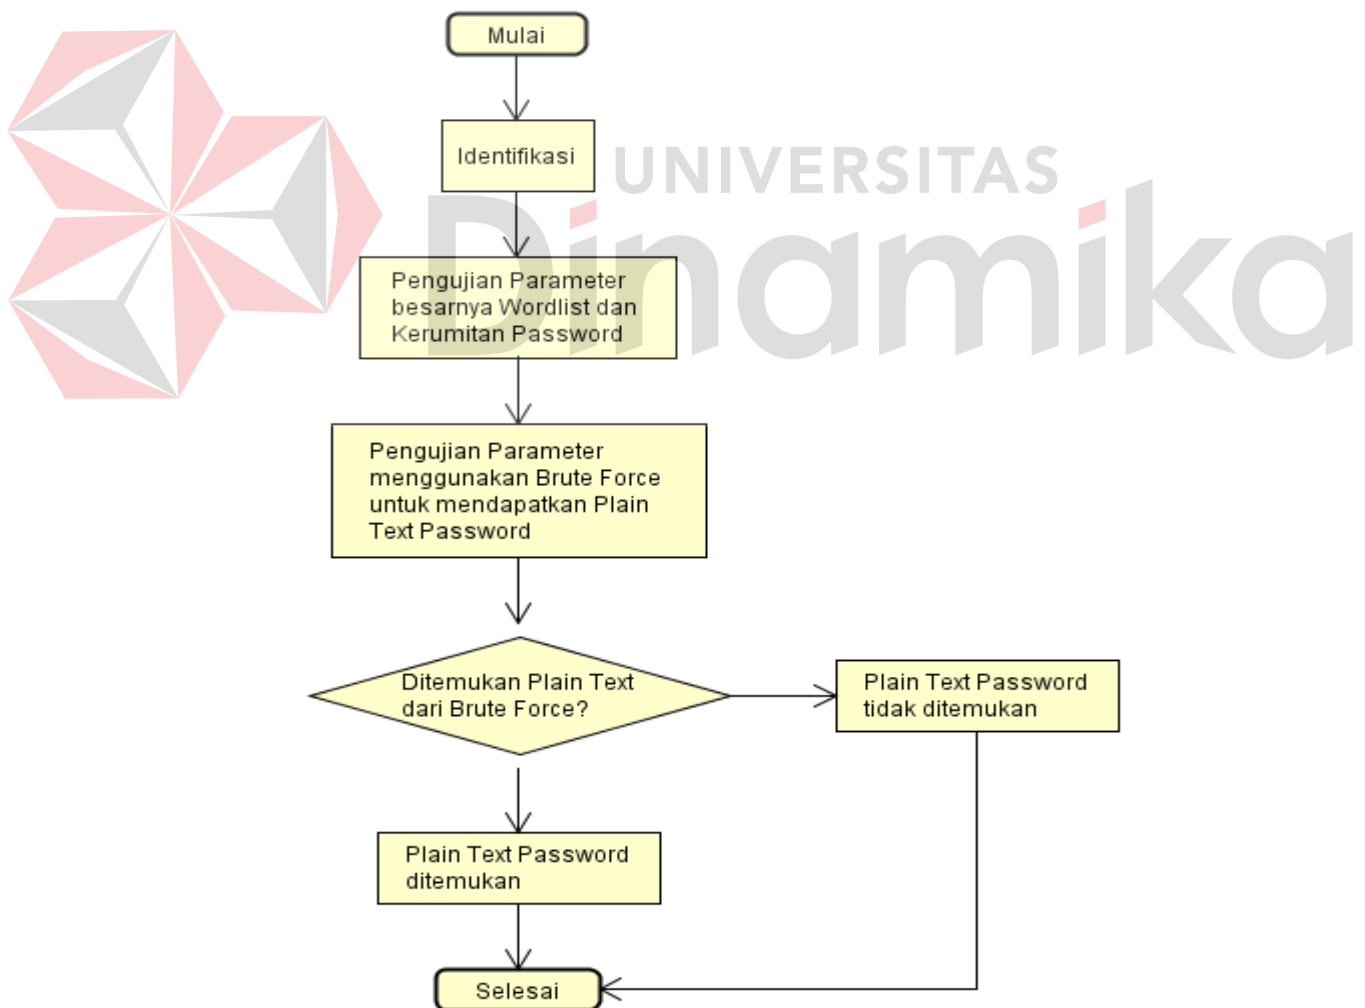 Mulai
Identifikasi
UNIVERSITAS
Dinamika
Pengujian Parameter
besarnya Wordlist dan
Kerumitan Password
Pengujian Parameter
menggunakan Brute Force
untuk mendapatkan Plain
Text Password
Ditemukan Plain Text
dari Brute Force?
Plain Text Password
tidak ditemukan
Plain Text Password
ditemukan
Selesai